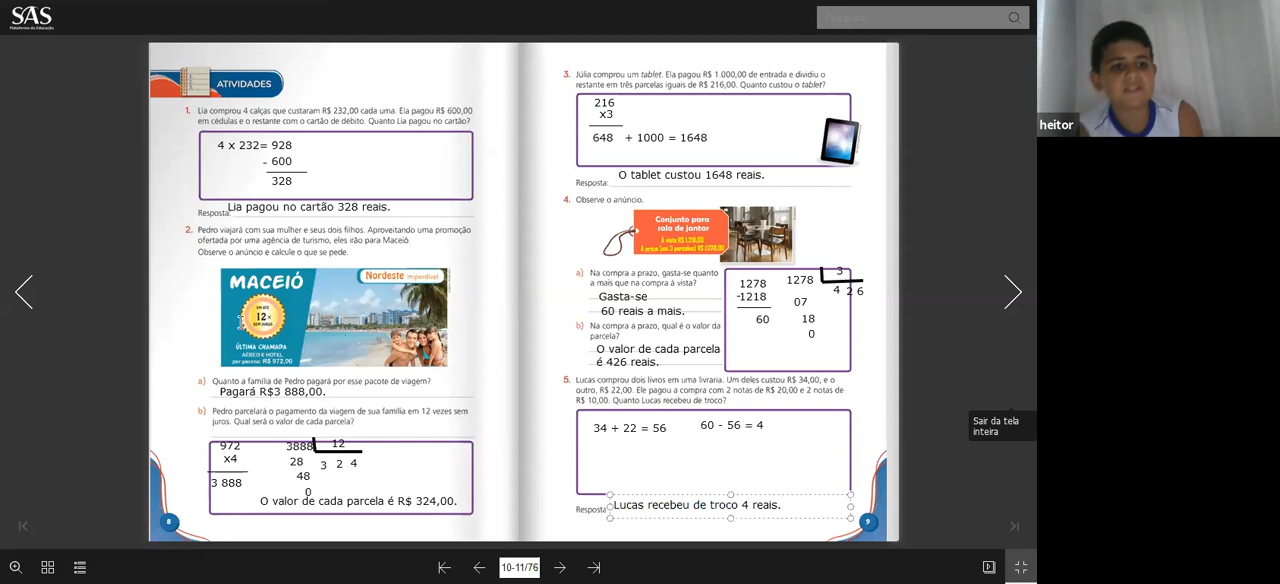 SAS
Plataforma de Educação
Pesquisar
heitor
ATIVIDADES
1. Lia comprou 4 calças que custaram R$ 232,00 cada uma. Ela pagou R$ 600,00
em cédulas e o restante com o cartão de débito. Quanto Lia pagou no cartão?
4 x 232= 928
- 600
328
Lia pagou no cartão 328 reais.
Resposta:
2. Pedro viajará com sua mulher e seus dois filhos. Aproveitando uma promoção
ofertada por uma agência de turismo, eles irão para Maceió.
Observe o anúncio e calcule o que se pede.
MACEIÓ
Nordeste Imperdível
EM ATÉ
12x
SEM JUROS
ÚLTIMA CHAMADA
AÉREO E HOTEL
por pessoa: R$ 972,00
a) Quanto a família de Pedro pagará por esse pacote de viagem?
Pagará R$3 888,00.
b) Pedro parcelará o pagamento da viagem de sua família em 12 vezes sem
juros. Qual será o valor de cada parcela?
972 3888 12
x4 28 3 2 4
3 888 48
0
O valor de cada parcela é R$ 324,00.
8
3. Júlia comprou um tablet. Ela pagou R$ 1.000,00 de entrada e dividiu o
restante em três parcelas iguais de R$ 216,00. Quanto custou o tablet?
216
x3
648 + 1000 = 1648
O tablet custou 1648 reais.
Resposta:
4. Observe o anúncio.
Conjunto para
sala de jantar
a) Na compra a prazo, gasta-se quanto
a mais que na compra à vista?
Gasta-se
60 reais a mais.
b) Na compra a prazo, qual é o valor da
parcela?
O valor de cada parcela
é 426 reais.
1278 1278 3
-1218 07 4 2 6
60 18
0
5. Lucas comprou dois livros em uma livraria. Um deles custou R$ 34,00, e o
outro, R$ 22,00. Ele pagou a compra com 2 notas de R$ 20,00 e 2 notas de
R$ 10,00. Quanto Lucas recebeu de troco?
34 + 22 = 56 60 - 56 = 4
Resposta: Lucas recebeu de troco 4 reais.
9
Sair da tela
inteira
10-11/76